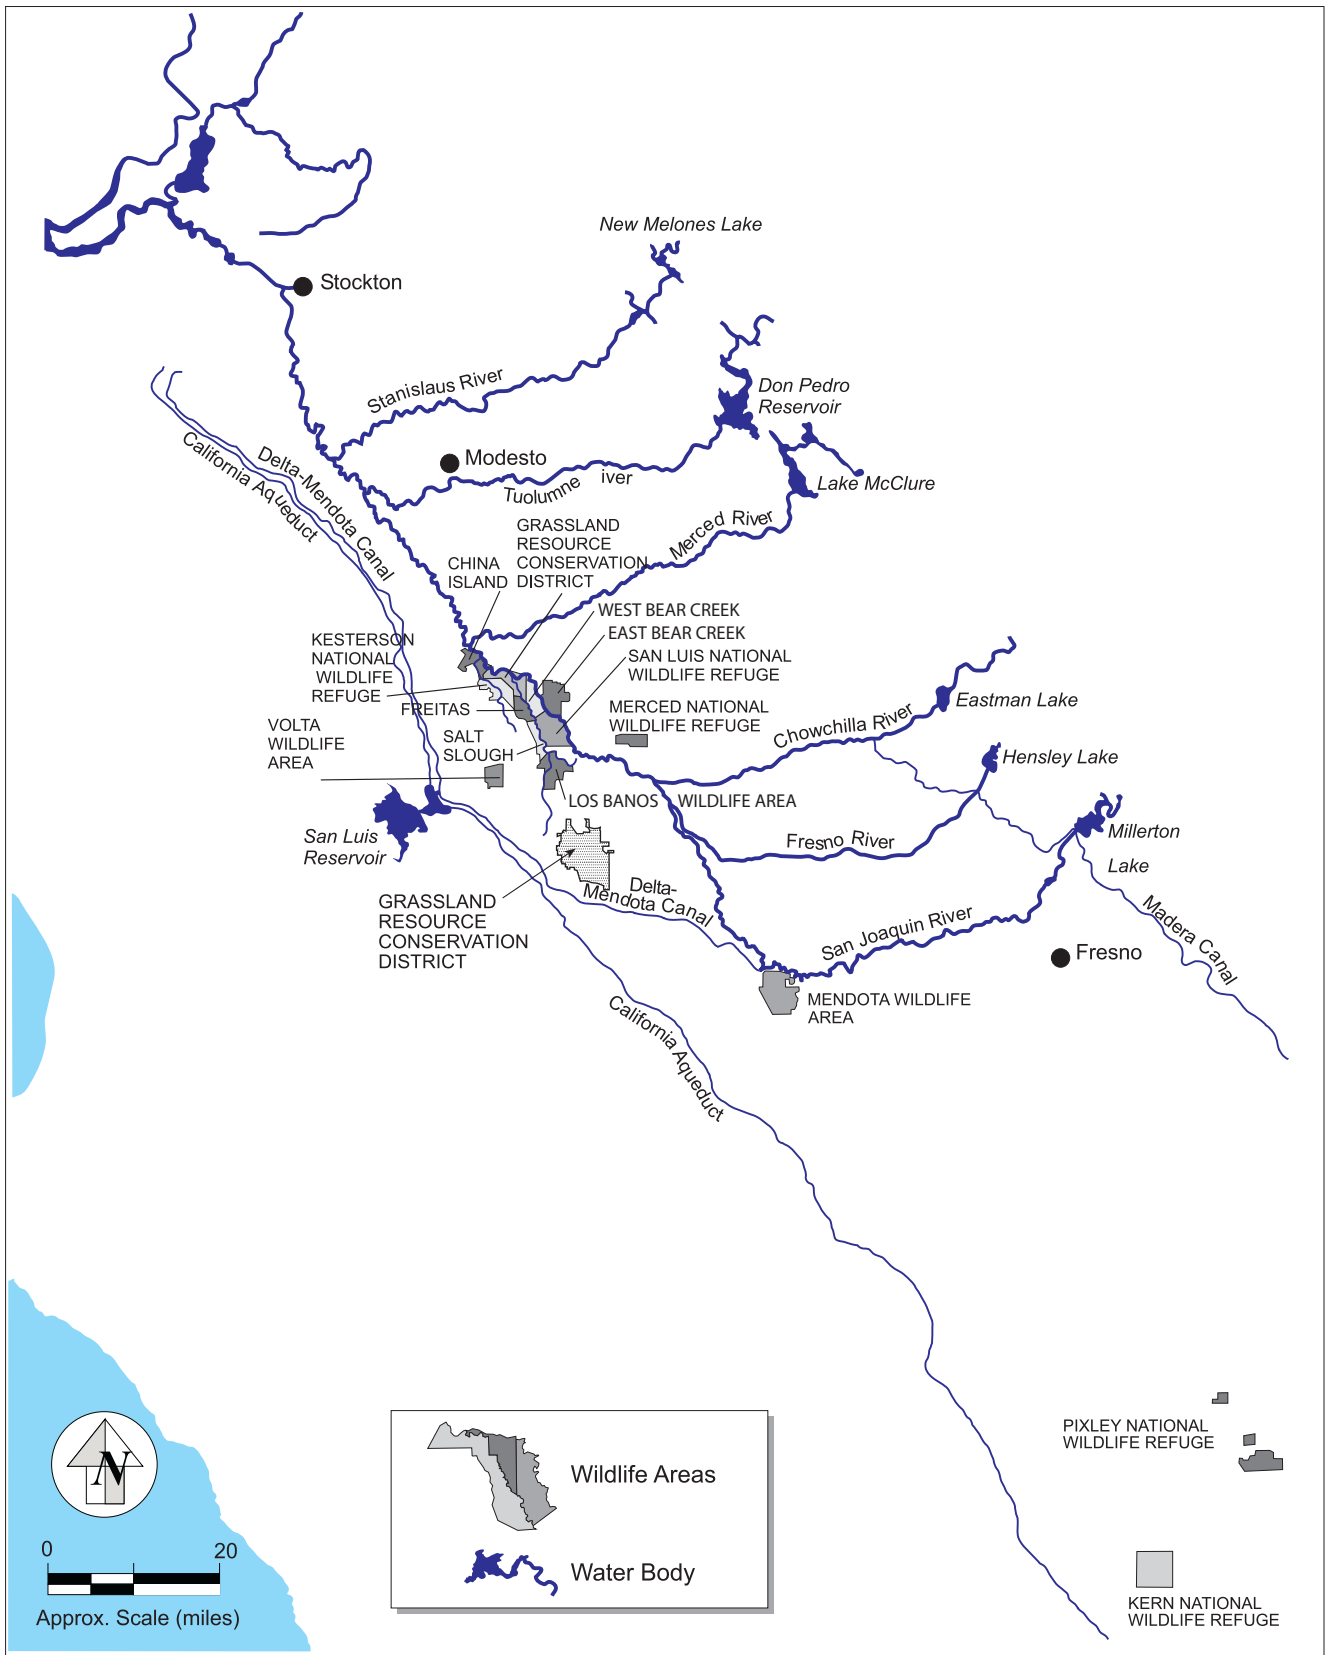 New Melones Lake
Stockton
Stanislaus River
Don Pedro
Reservoir
Modesto
Lake McClure
Tuolumne iver
Delta-Mendota Canal
California Aqueduct
Merced River
GRASSLAND
RESOURCE
CONSERVATION
DISTRICT
CHINA
ISLAND
WEST BEAR CREEK
EAST BEAR CREEK
SAN LUIS NATIONAL
WILDLIFE REFUGE
KESTERSON
NATIONAL
WILDLIFE
REFUGE
FREITAS
MERCED NATIONAL
WILDLIFE REFUGE
Eastman Lake
Chowchilla River
VOLTA
WILDLIFE
AREA
SALT
SLOUGH
Hensley Lake
LOS BANOS WILDLIFE AREA
San Luis
Reservoir
Fresno River
Millerton
Lake
GRASSLAND
RESOURCE
CONSERVATION
DISTRICT
Delta-
Mendota Canal
San Joaquin River
Madera Canal
Fresno
MENDOTA WILDLIFE
AREA
California Aqueduct
PIXLEY NATIONAL
WILDLIFE REFUGE
N
Wildlife Areas
Water Body
0 20
Approx. Scale (miles)
KERN NATIONAL
WILDLIFE REFUGE